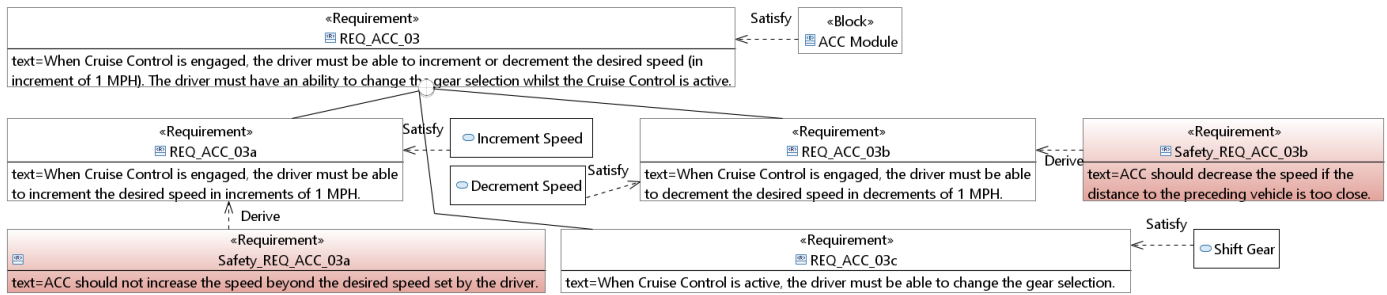 «Requirement»
REQ_ACC_03
text=When Cruise Control is engaged, the driver must be able to increment or decrement the desired speed (in
increment of 1 MPH). The driver must have an ability to change the gear selection whilst the Cruise Control is active.
Satisfy
«Block»
ACC Module
«Requirement»
REQ_ACC_03a
text=When Cruise Control is engaged, the driver must be able
to increment the desired speed in increments of 1 MPH.
Satisfy
Increment Speed
Decrement Speed
Satisfy
«Requirement»
REQ_ACC_03b
text=When Cruise Control is engaged, the driver must be able
to decrement the desired speed in decrements of 1 MPH.
Derive
«Requirement»
Safety_REQ_ACC_03b
text=ACC should decrease the speed if the
distance to the preceding vehicle is too close.
Derive
«Requirement»
Safety_REQ_ACC_03a
text=ACC should not increase the speed beyond the desired speed set by the driver.
«Requirement»
REQ_ACC_03c
text=When Cruise Control is active, the driver must be able to change the gear selection.
Satisfy
Shift Gear